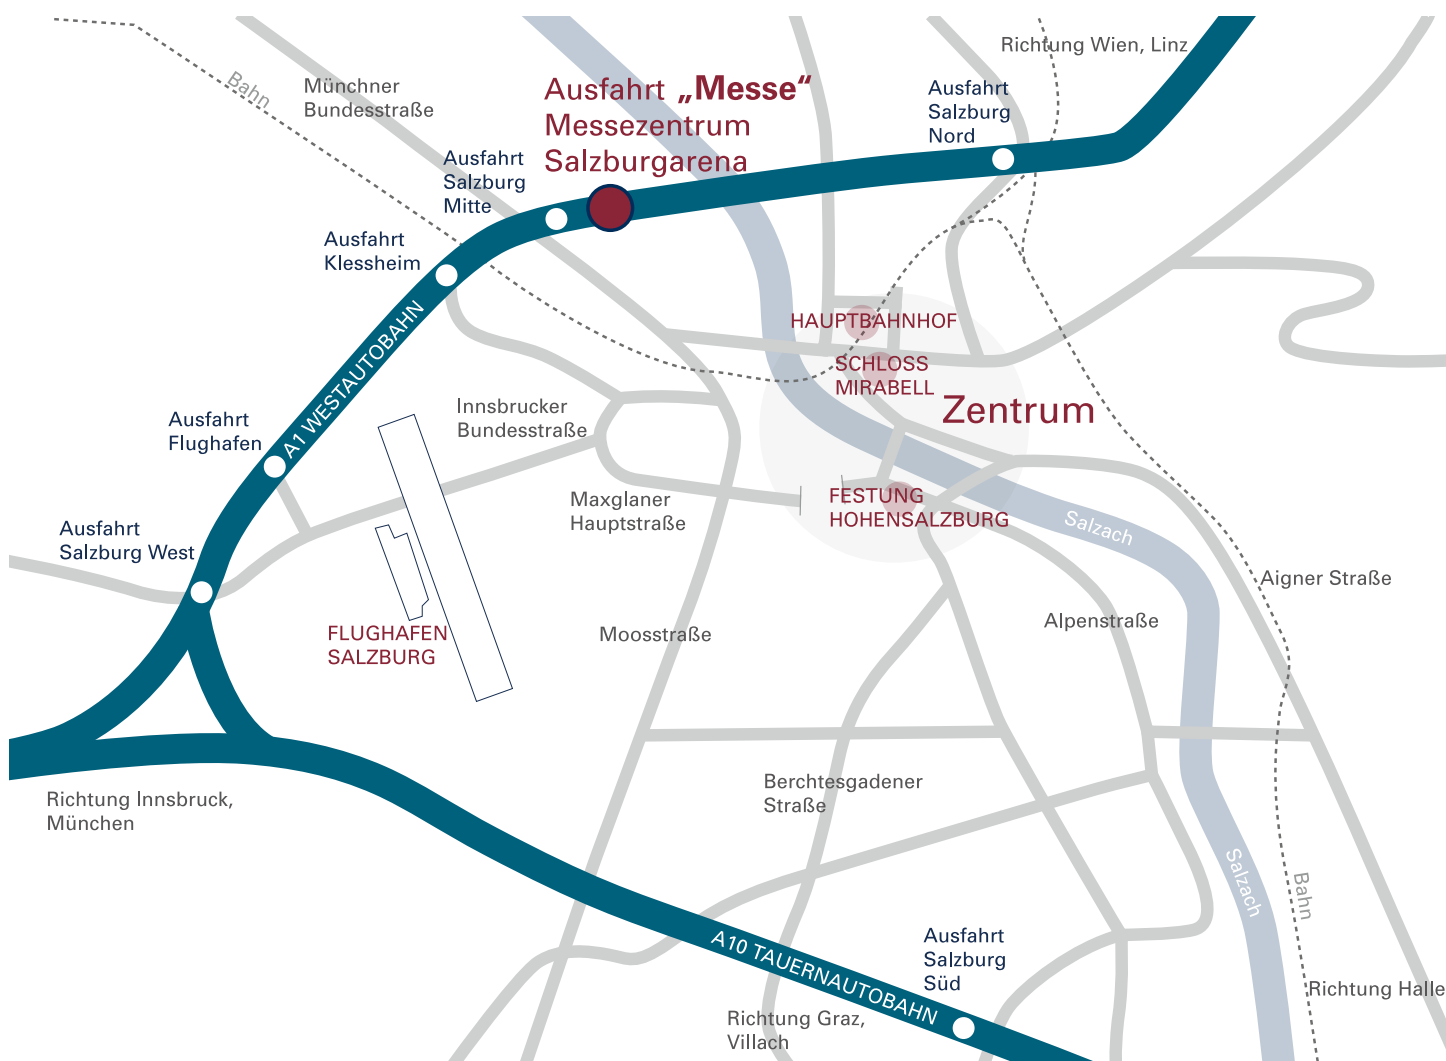 Richtung Wien, Linz
Bahn
Münchner
Bundesstraße
Ausfahrt „Messe“
Messezentrum
Salzburgarena
Ausfahrt
Salzburg
Nord
Ausfahrt
Salzburg
Mitte
Ausfahrt
Klessheim
A1 WESTAUTOBAHN
HAUPTBAHNHOF
SCHLOSS
MIRABELL
Zentrum
Ausfahrt
Flughafen
Innsbrucker
Bundesstraße
Maxglaner
Hauptstraße
FESTUNG
HOHENSALZBURG
Salzach
Ausfahrt
Salzburg West
Aigner Straße
Alpenstraße
FLUGHAFEN
SALZBURG
Moosstraße
Richtung Innsbruck,
München
Berchtesgadener
Straße
Salzach
Bahn
A10 TAUERNAUTOBAHN
Ausfahrt
Salzburg
Süd
Richtung Halle
Richtung Graz,
Villach